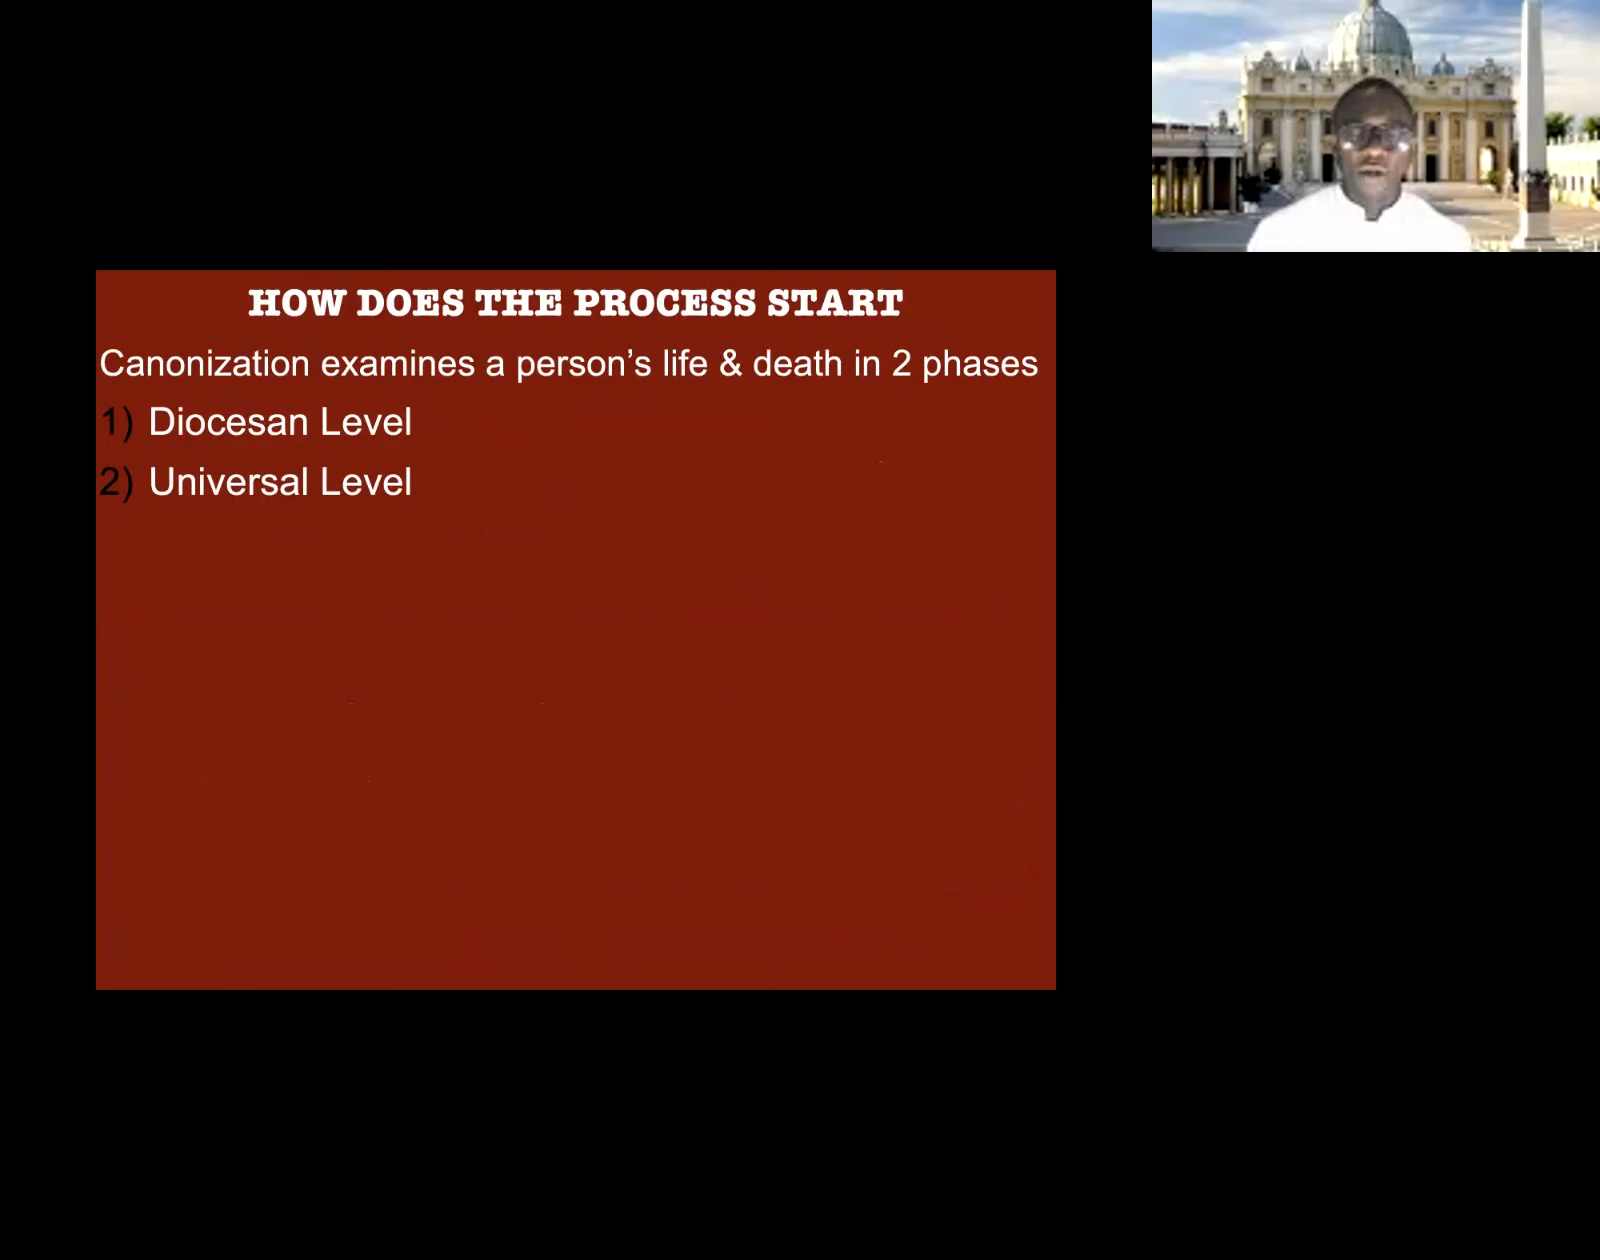 HOW DOES THE PROCESS START
Canonization examines a person’s life & death in 2 phases
1) Diocesan Level
2) Universal Level